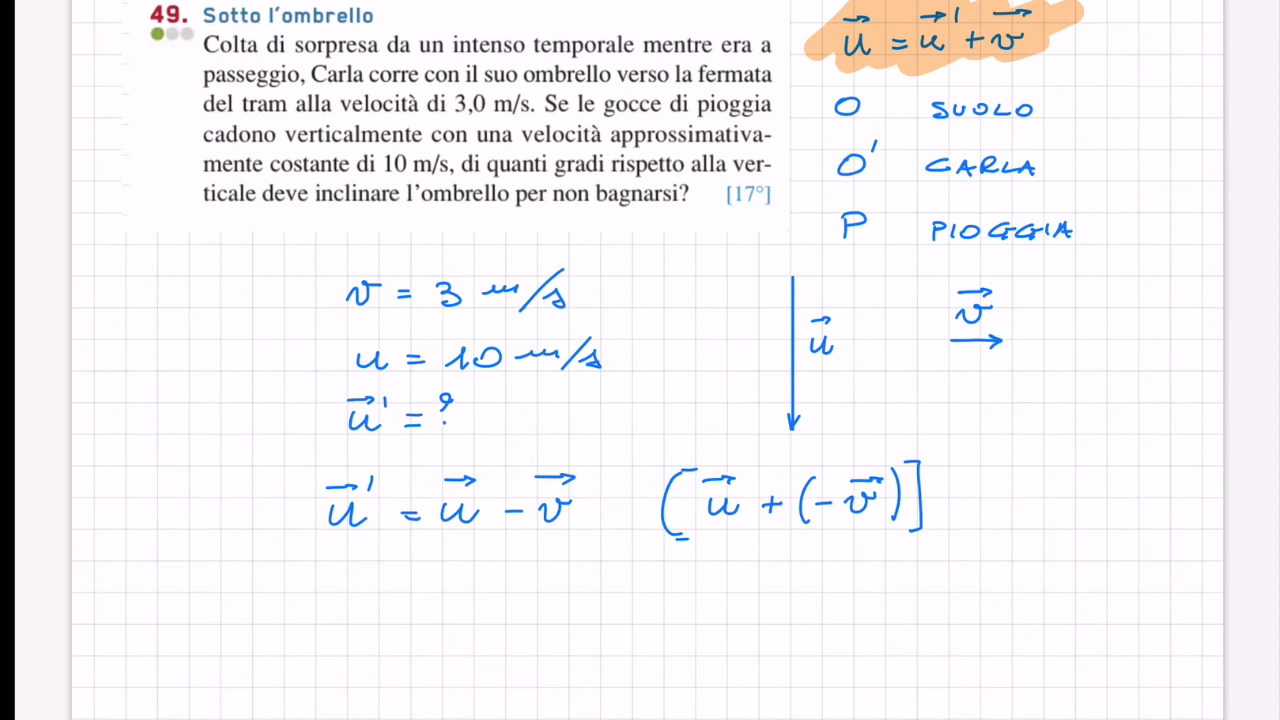 49. Sotto l'ombrello
Colta di sorpresa da un intenso temporale mentre era a
passeggio, Carla corre con il suo ombrello verso la fermata
del tram alla velocità di 3,0 m/s. Se le gocce di pioggia
cadono verticalmente con una velocità approssimativa-
mente costante di 10 m/s, di quanti gradi rispetto alla ver-
ticale deve inclinare l'ombrello per non bagnarsi? [17°]
u⃗ = u⃗' + v⃗
O SUOLO
O' CARLA
P PIOGGIA
v = 3 m/s
u = 10 m/s
u⃗' = ?
u⃗
v⃗
u⃗' = u⃗ - v⃗ [u⃗ + (-v⃗)]